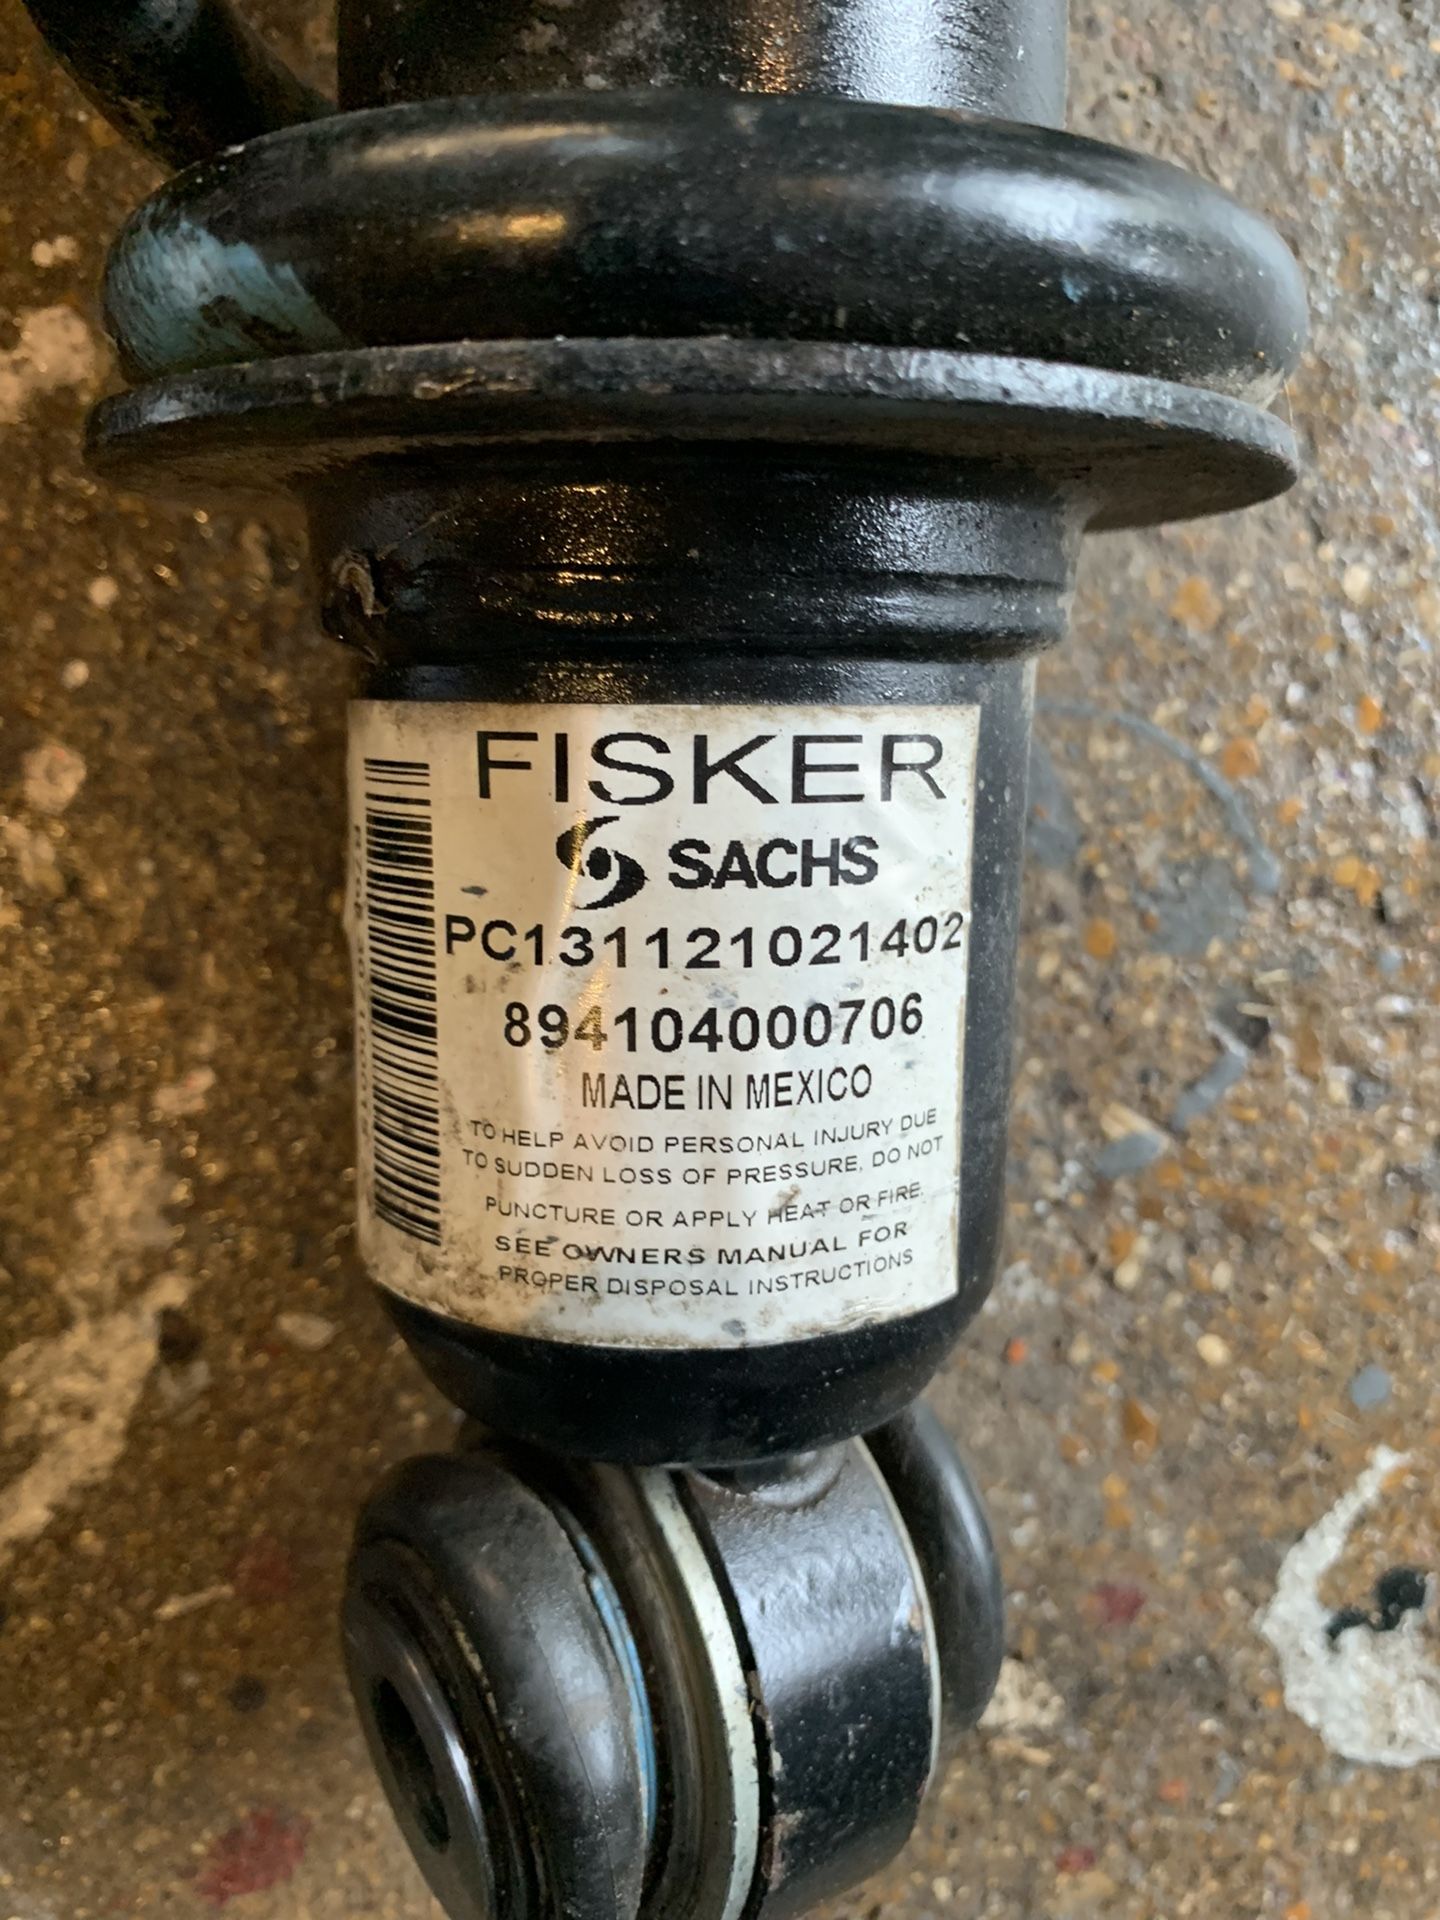 FISKER
SACHS
PC131121021402
894104000706
MADE IN MEXICO
TO HELP AVOID PERSONAL INJURY DUE
TO SUDDEN LOSS OF PRESSURE, DO NOT
PUNCTURE OR APPLY HEAT OR FIRE.
SEE OWNERS MANUAL FOR
PROPER DISPOSAL INSTRUCTIONS